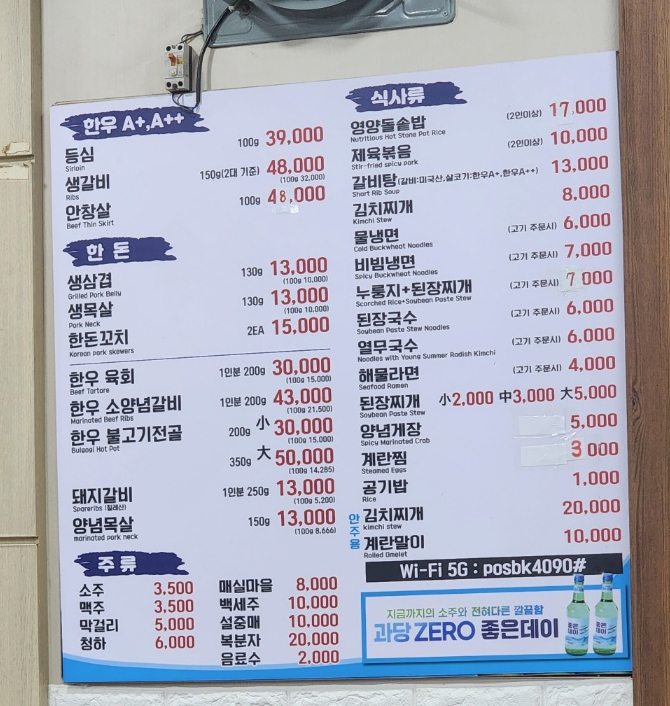 한우 A+,A++
등심 100g 39,000
Sirloin
생갈비 150g(2대 기준) 48,000
Ribs (100g 32,000)
안창살 100g 48,000
Beef Thin Skirt
한 돈
생삼겹 130g 13,000
Grilled Pork Belly (100g 10,000)
생목살 130g 13,000
Pork Neck (100g 10,000)
한돈꼬치 2EA 15,000
Korean pork skewers
한우 육회 1인분 200g 30,000
Beef Tartare (100g 15,000)
한우 소양념갈비 1인분 200g 43,000
Marinated Beef Ribs (100g 21,500)
한우 불고기전골 200g 小 30,000
Bulgogi Hot Pot (100g 15,000)
350g 大 50,000
(100g 14,285)
돼지갈비 1인분 250g 13,000
Spareribs (칠레산) (100g 5,200)
양념목살 150g 13,000
marinated pork neck (100g 8,666)
주 류
소주 3,500
맥주 3,500
막걸리 5,000
청하 6,000
매실마을 8,000
백세주 10,000
설중매 10,000
복분자 20,000
음료수 2,000
식사류
영양돌솥밥 (2인이상) 17,000
Nutritious Hot Stone Pot Rice
제육볶음 (2인이상) 10,000
Stir-fried spicy pork
갈비탕(갈비:미국산,살코기:한우A+,한우A++) 13,000
Short Rib Soup
김치찌개 8,000
Kimchi Stew
물냉면 (고기 주문시) 6,000
Cold Buckwheat Noodles
비빔냉면 (고기 주문시) 7,000
Spicy Buckwheat Noodles
누룽지+된장찌개 7,000
Scorched Rice+Soybean Paste Stew
된장국수 (고기 주문시) 6,000
Soybean Paste Stew Noodles
열무국수 (고기 주문시) 6,000
Noodles with Young Summer Radish Kimchi
해물라면 (고기 주문시) 4,000
Seafood Ramen
된장찌개 小2,000 中3,000 大5,000
Soybean Paste Stew
양념게장 5,000
Spicy Marinated Crab
계란찜 3,000
Steamed Eggs
공기밥 1,000
Rice
안주용
김치찌개 20,000
kimchi stew
계란말이 10,000
Rolled Omelet
Wi-Fi 5G : posbk4090#
지금까지의 소주와 전혀다른 깔끔함
과당 ZERO 좋은데이
좋은데이
좋은데이